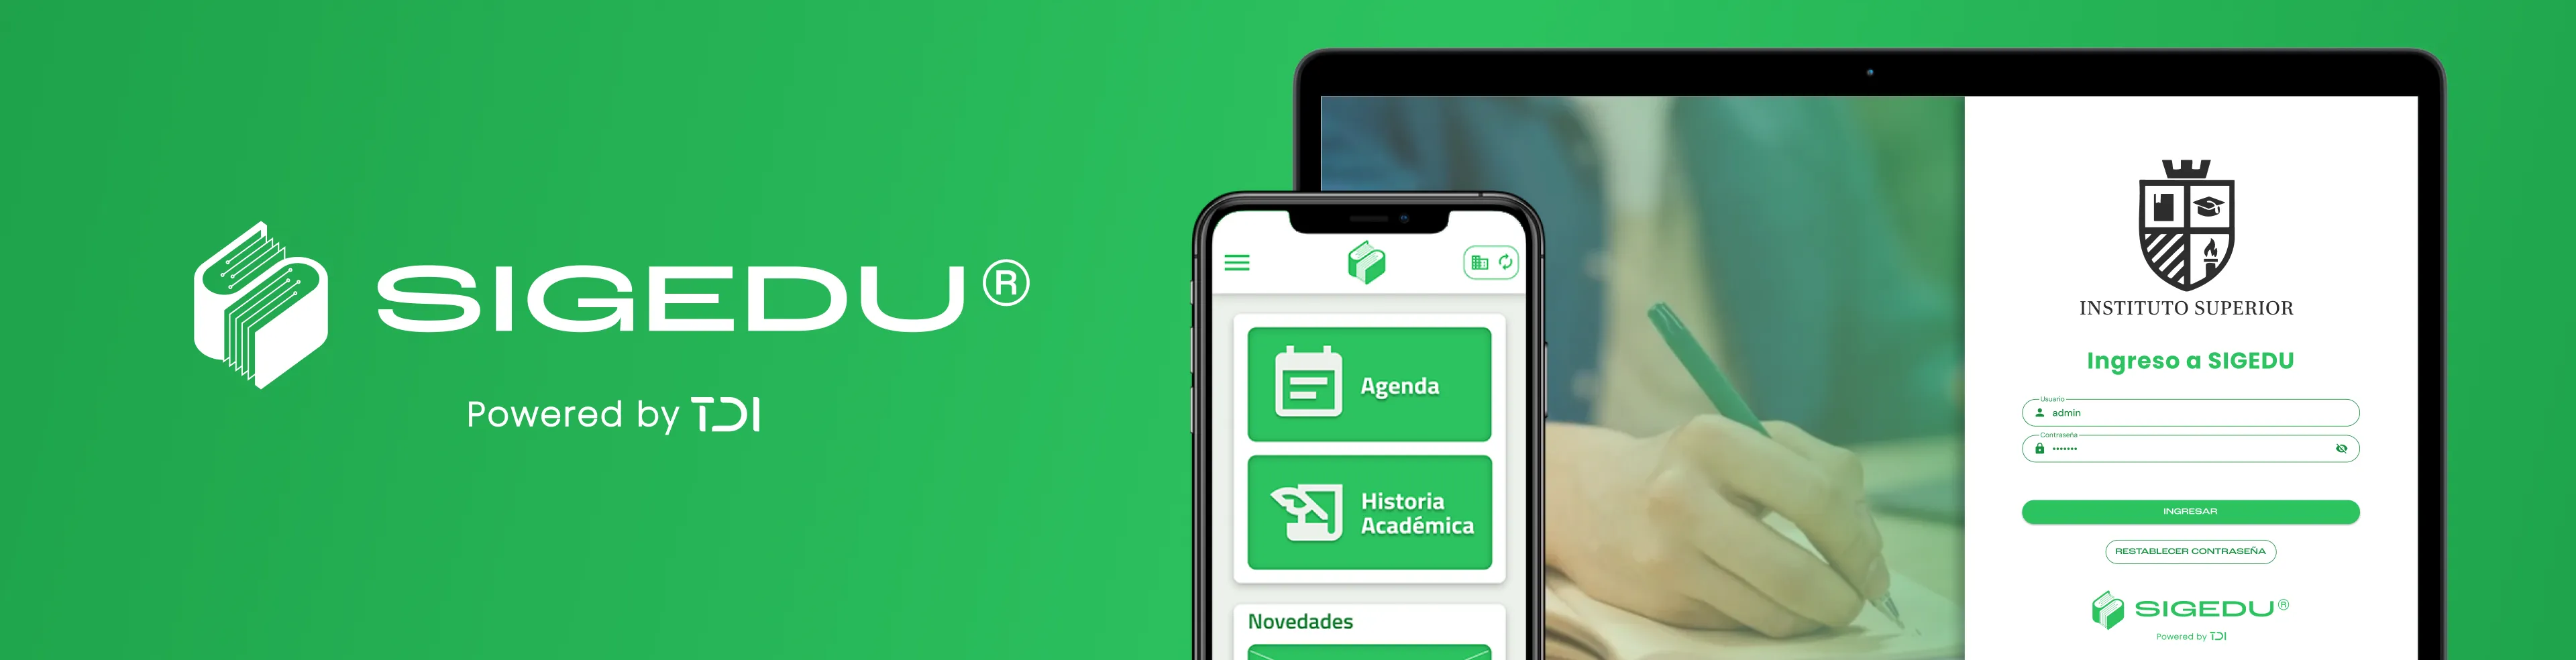 SIGEDU®
Powered by TDI
Agenda
Historia
Académica
Novedades
INSTITUTO SUPERIOR
Ingreso a SIGEDU
Usuario
admin
Contraseña
•••••••
INGRESAR
RESTABLECER CONTRASEÑA
SIGEDU®
Powered by TDI